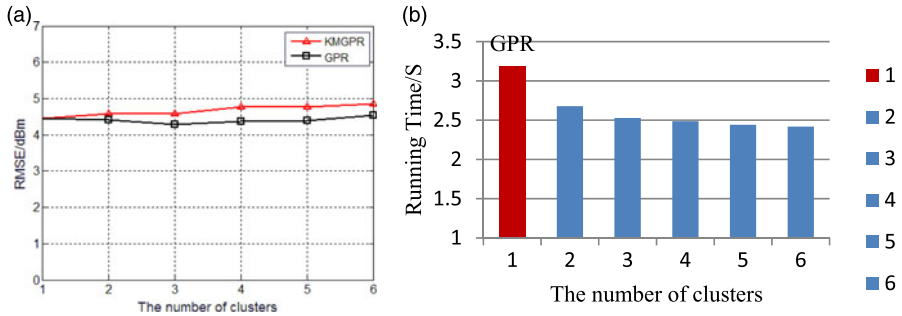 (a)
7
6
5
4
3
2
1
0
RMSE/dBm
KMGPR
GPR
1 2 3 4 5 6
The number of clusters
(b)
3.5
3
2.5
2
1.5
1
Running Time/S
GPR
1 2 3 4 5 6
The number of clusters
1
2
3
4
5
6